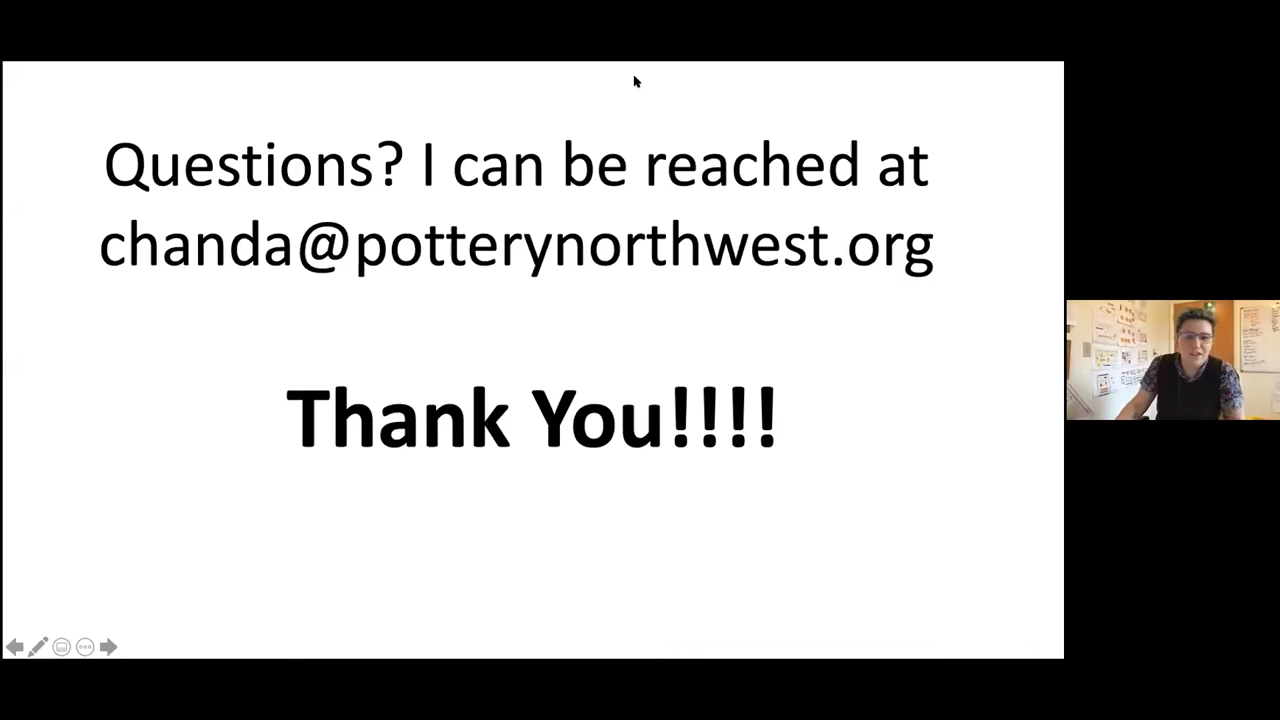 Questions? I can be reached at
chanda@potterynorthwest.org
Thank You!!!!